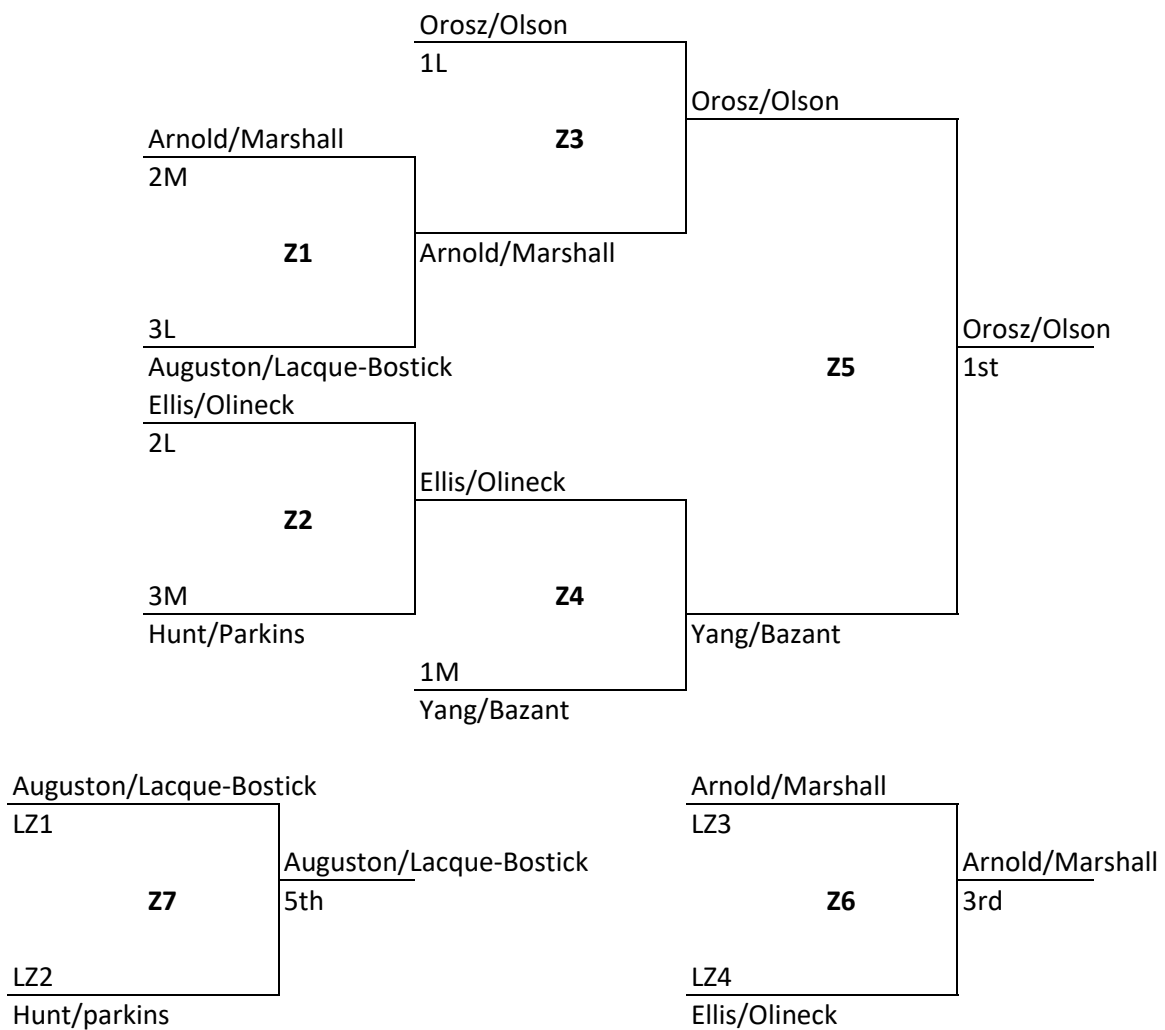 Orosz/Olson
1L
Orosz/Olson
Arnold/Marshall
Z3
2M
Z1
Arnold/Marshall
3L
Orosz/Olson
Auguston/Lacque-Bostick
Z5
1st
Ellis/Olineck
2L
Ellis/Olineck
Z2
3M
Z4
Hunt/Parkins
Yang/Bazant
1M
Yang/Bazant
Auguston/Lacque-Bostick
LZ1
Auguston/Lacque-Bostick
Z7
5th
LZ2
Hunt/parkins
Arnold/Marshall
LZ3
Arnold/Marshall
Z6
3rd
LZ4
Ellis/Olineck